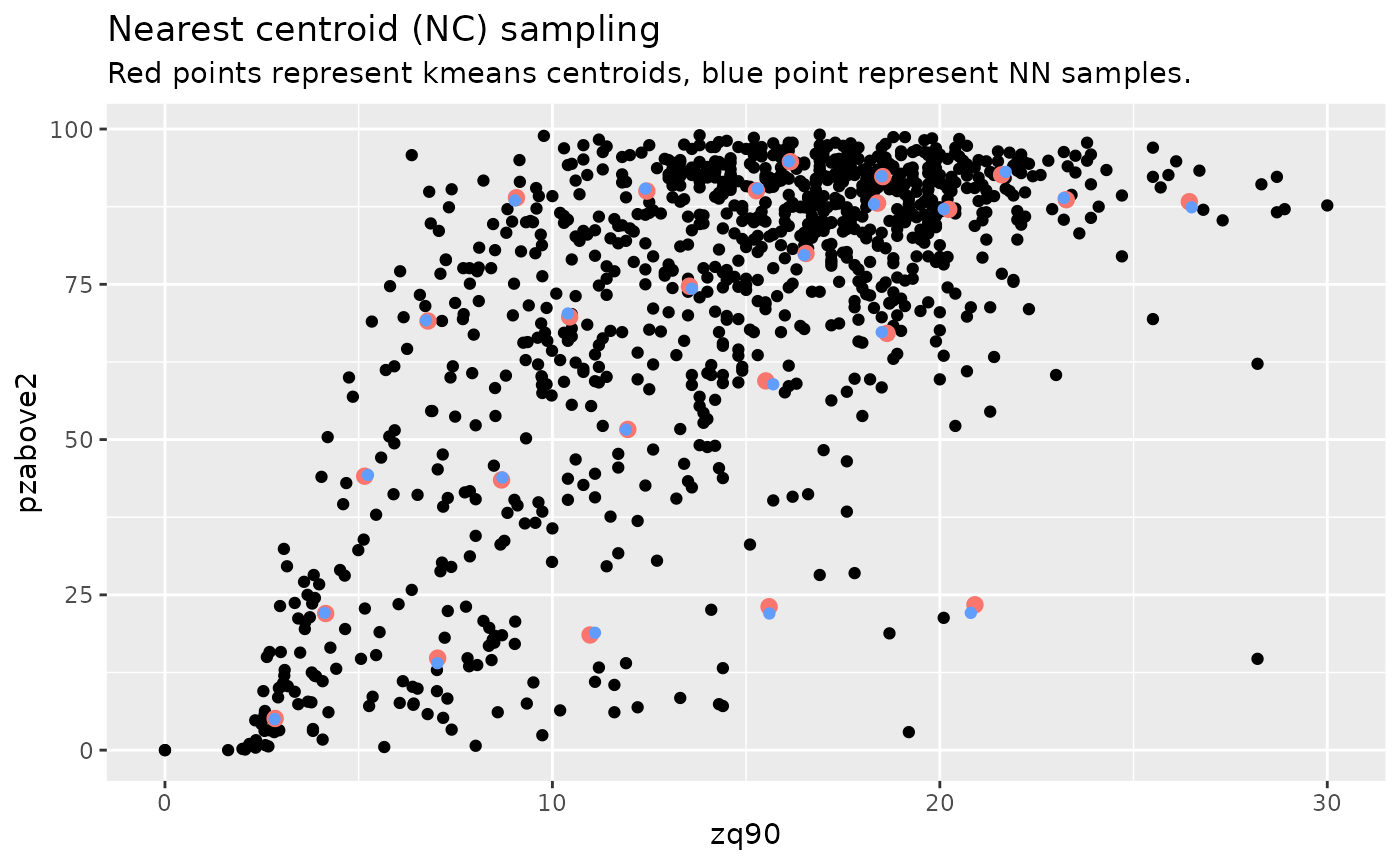 Nearest centroid (NC) sampling
Red points represent kmeans centroids, blue point represent NN samples.
100
75
50
25
0
pzabove2
0 10 20 30
zq90